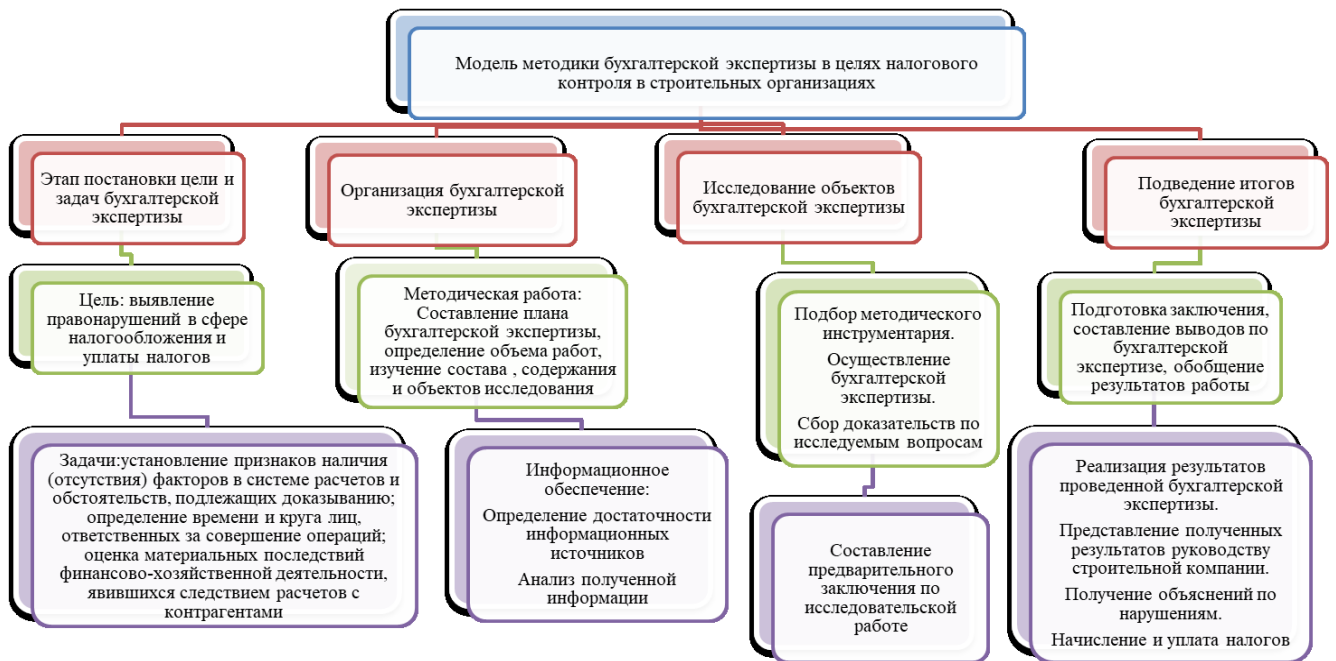 Модель методики бухгалтерской экспертизы в целях налогового
контроля в строительных организациях
Этап постановки цели и
задач бухгалтерской
экспертизы
Организация бухгалтерской
экспертизы
Исследование объектов
бухгалтерской экспертизы
Подведение итогов
бухгалтерской
экспертизы
Цель: выявление
правонарушений в сфере
налогообложения и
уплаты налогов
Методическая работа:
Составление плана
бухгалтерской экспертизы,
определение объема работ,
изучение состава , содержания
и объектов исследования
Подбор методического
инструментария.
Осуществление
бухгалтерской
экспертизы.
Сбор доказательств по
исследуемым вопросам
Подготовка заключения,
составление выводов по
бухгалтерской
экспертизе, обобщение
результатов работы
Задачи:установление признаков наличия
(отсутствия) факторов в системе расчетов и
обстоятельств, подлежащих доказыванию;
определение времени и круга лиц,
ответственных за совершение операций;
оценка материальных последствий
финансово-хозяйственной деятельности,
явившихся следствием расчетов с
контрагентами
Информационное
обеспечение:
Определение достаточности
информационных
источников
Анализ полученной
информации
Составление
предварительного
заключения по
исследовательской
работе
Реализация результатов
проведенной бухгалтерской
экспертизы.
Представление полученных
результатов руководству
строительной компании.
Получение объяснений по
нарушениям.
Начисление и уплата налогов